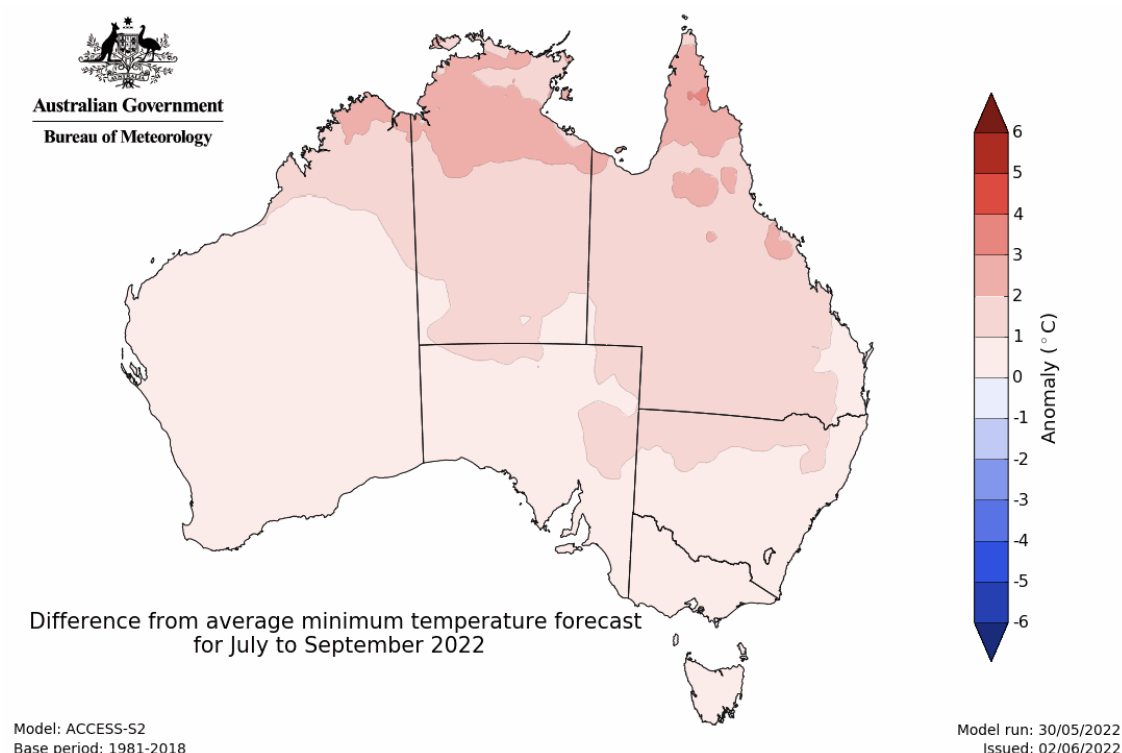 AUSTRALIA
Australian Government
Bureau of Meteorology
6
5
4
3
2
1
0
-1
-2
-3
-4
-5
-6
Anomaly (°C)
Difference from average minimum temperature forecast
for July to September 2022
Model: ACCESS-S2
Base period: 1981-2018
Model run: 30/05/2022
Issued: 02/06/2022